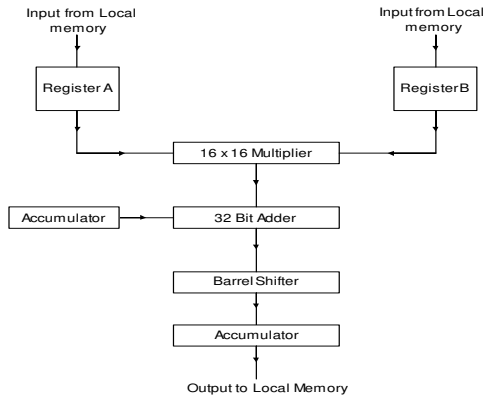 Input from Local
memory
Input from Local
memory
Register A
Register B
16 x 16 Multiplier
Accumulator
32 Bit Adder
Barrel Shifter
Accumulator
Output to Local Memory